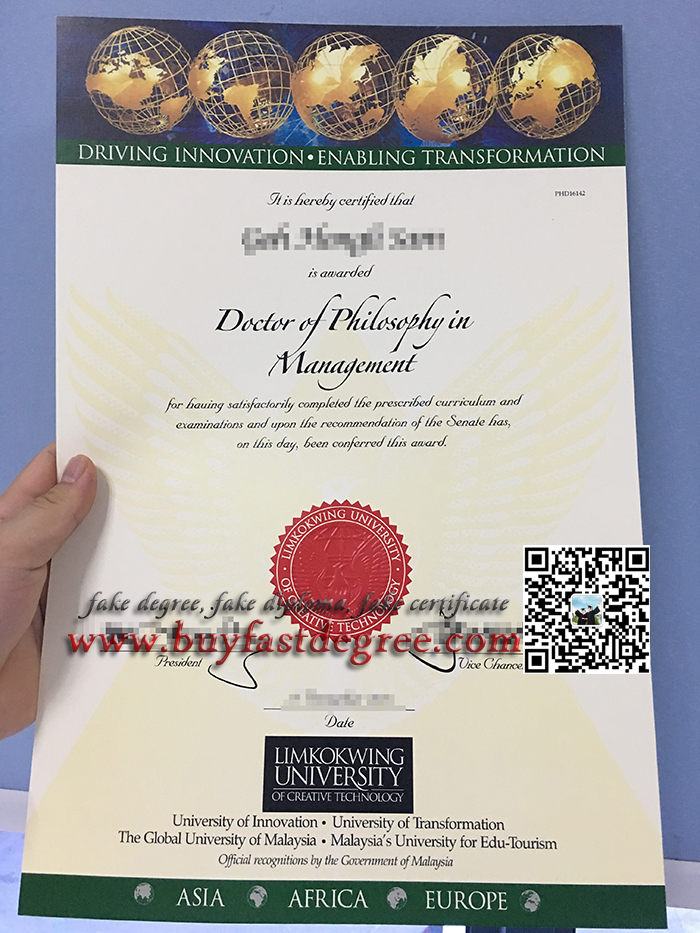 DRIVING INNOVATION • ENABLING TRANSFORMATION
PHD16142
It is hereby certified that
is awarded
Doctor of Philosophy in
Management
for having satisfactorily completed the prescribed curriculum and
examinations and upon the recommendation of the Senate has,
on this day, been conferred this award.
LIMKOKWING UNIVERSITY
OF CREATIVE TECHNOLOGY
fake degree, fake diploma, fake certificate
www.buyfastdegree.com
President
Vice Chance
Date
LIMKOKWING
UNIVERSITY
OF CREATIVE TECHNOLOGY
University of Innovation • University of Transformation
The Global University of Malaysia • Malaysia's University for Edu-Tourism
Official recognitions by the Government of Malaysia
ASIA AFRICA EUROPE